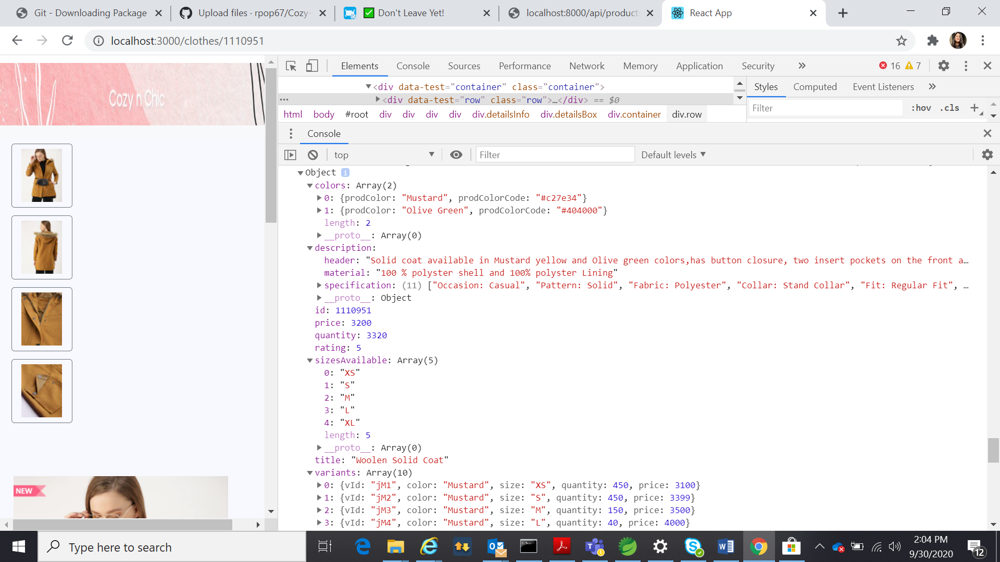 Git - Downloading Package
Upload files · rpop67/Cozy-
Don't Leave Yet!
localhost:8000/api/product
React App
localhost:3000/clothes/1110951
Cozy n Chic
NEW
Elements Console Sources Performance Network Memory Application Security » 16 7
▼<div data-test="container" class="container">
... ▶<div data-test="row" class="row">…</div> == $0
html body #root div div div div div.detailsInfo div.detailsBox div.container div.row
Styles Computed Event Listeners »
Filter :hov .cls +
Console
top ▼ Filter Default levels ▼
▼Object i
▼colors: Array(2)
▶0: {prodColor: "Mustard", prodColorCode: "#c27e34"}
▶1: {prodColor: "Olive Green", prodColorCode: "#404000"}
length: 2
▶__proto__: Array(0)
▼description:
header: "Solid coat available in Mustard yellow and Olive green colors,has button closure, two insert pockets on the front a…
material: "100 % polyster shell and 100% polyster Lining"
▶specification: (11) ["Occasion: Casual", "Pattern: Solid", "Fabric: Polyester", "Collar: Stand Collar", "Fit: Regular Fit", …
▶__proto__: Object
id: 1110951
price: 3200
quantity: 3320
rating: 5
▼sizesAvailable: Array(5)
0: "XS"
1: "S"
2: "M"
3: "L"
4: "XL"
length: 5
▶__proto__: Array(0)
title: "Woolen Solid Coat"
▼variants: Array(10)
▶0: {vId: "jM1", color: "Mustard", size: "XS", quantity: 450, price: 3100}
▶1: {vId: "jM2", color: "Mustard", size: "S", quantity: 450, price: 3399}
▶2: {vId: "jM3", color: "Mustard", size: "M", quantity: 150, price: 3500}
▶3: {vId: "jM4", color: "Mustard", size: "L", quantity: 40, price: 4000}
Type here to search
2:04 PM
9/30/2020
12